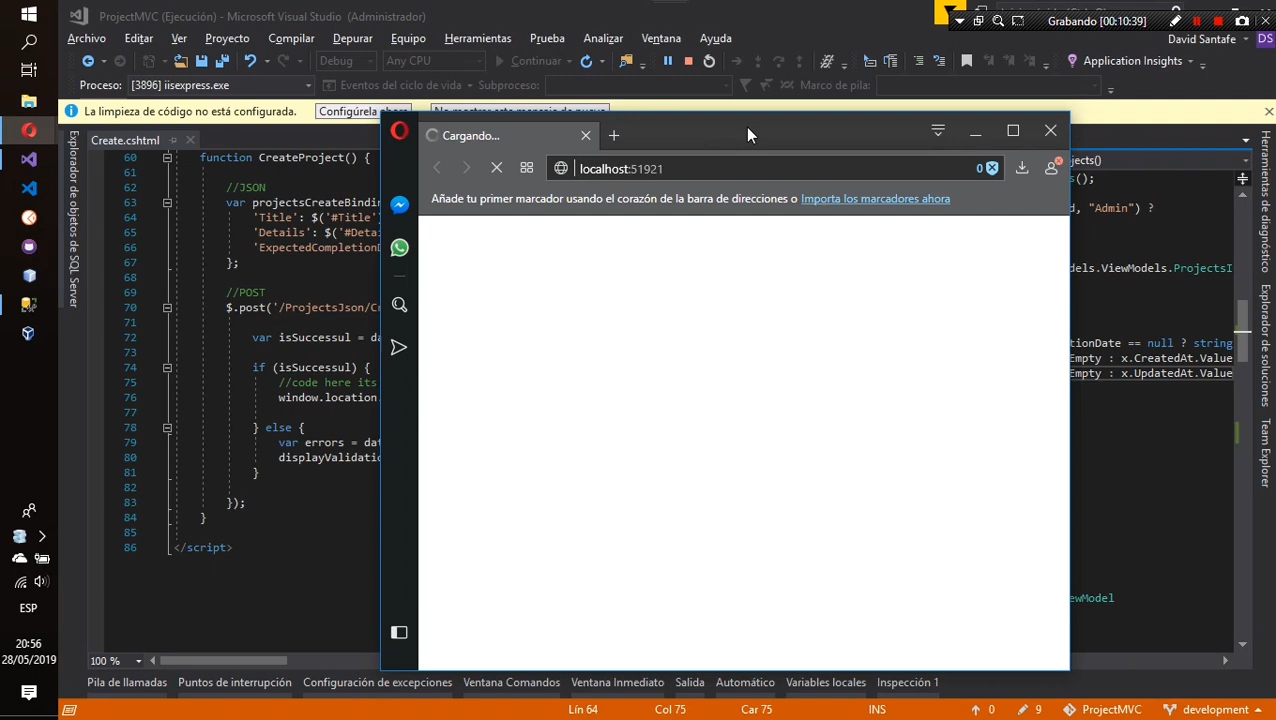 ProjectMVC (Ejecución) - Microsoft Visual Studio (Administrador)
Grabando [00:10:39]
Archivo Editar Ver Proyecto Compilar Depurar Equipo Herramientas Prueba Analizar Ventana Ayuda
David Santafe DS
Debug Any CPU Continuar Application Insights
Proceso: [3896] iisexpress.exe Eventos del ciclo de vida Subproceso: Marco de pila:
La limpieza de código no está configurada. Configúrela
Create.cshtml
Explorador de objetos de SQL Server
60 function CreateProject() {
61
62 //JSON
63 var projectsCreateBindin
64 'Title': $('#Title')
65 'Details': $('#Deta
66 'ExpectedCompletionD
67 };
68
69 //POST
70 $.post('/ProjectsJson/Cr
71
72 var isSuccessul = da
73
74 if (isSuccessul) {
75 //code here its
76 window.location.
77
78 } else {
79 var errors = dat
80 displayValidatio
81 }
82
83 });
84 }
85
86 </script>
Cargando...
localhost:51921
0
Añade tu primer marcador usando el corazón de la barra de direcciones o Importa los marcadores ahora
jects()
s();
d, "Admin") ?
dels.ViewModels.ProjectsI
tionDate == null ? string
Empty : x.CreatedAt.Value
Empty : x.UpdatedAt.Value
ewModel
Herramientas de diagnóstico
Explorador de soluciones
Team Explorer
100 %
Pila de llamadas Puntos de interrupción Configuración de excepciones Ventana Comandos Ventana Inmediato Salida Automático Variables locales Inspección 1
Lín 64 Col 75 Car 75 INS 0 9 ProjectMVC development
ESP
20:56
28/05/2019